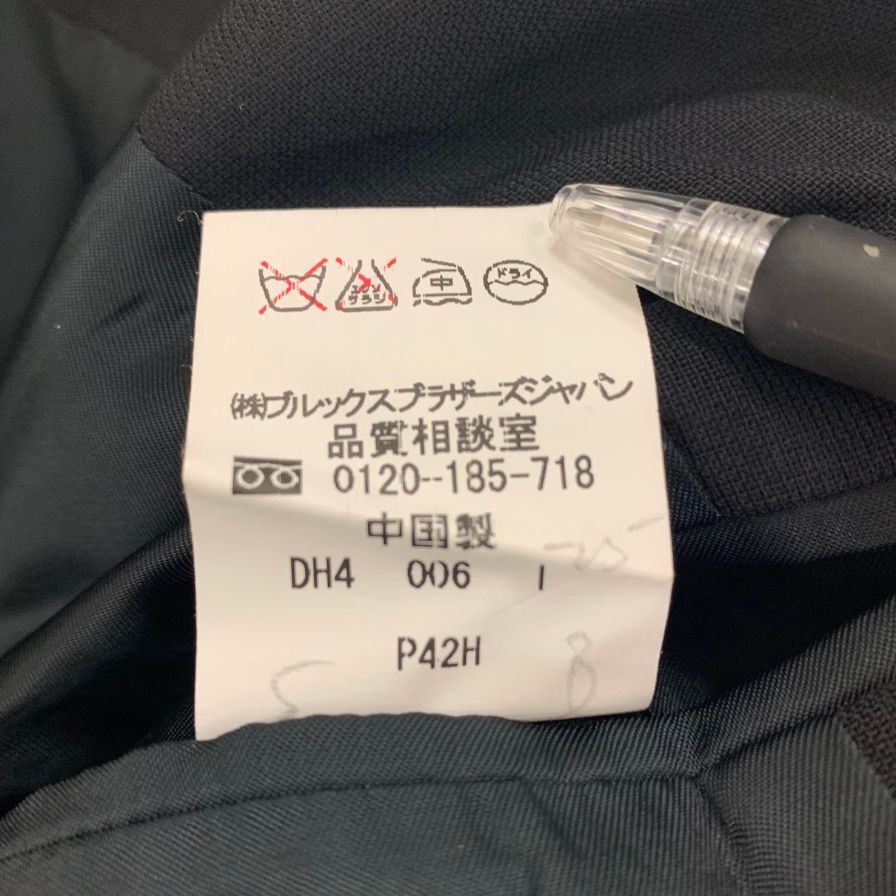 エンソ サラシ 中 ドライ
㈱ブルックスブラザーズジャパン
品質相談室
0120-185-718
中国製
DH4 006 1
P42H